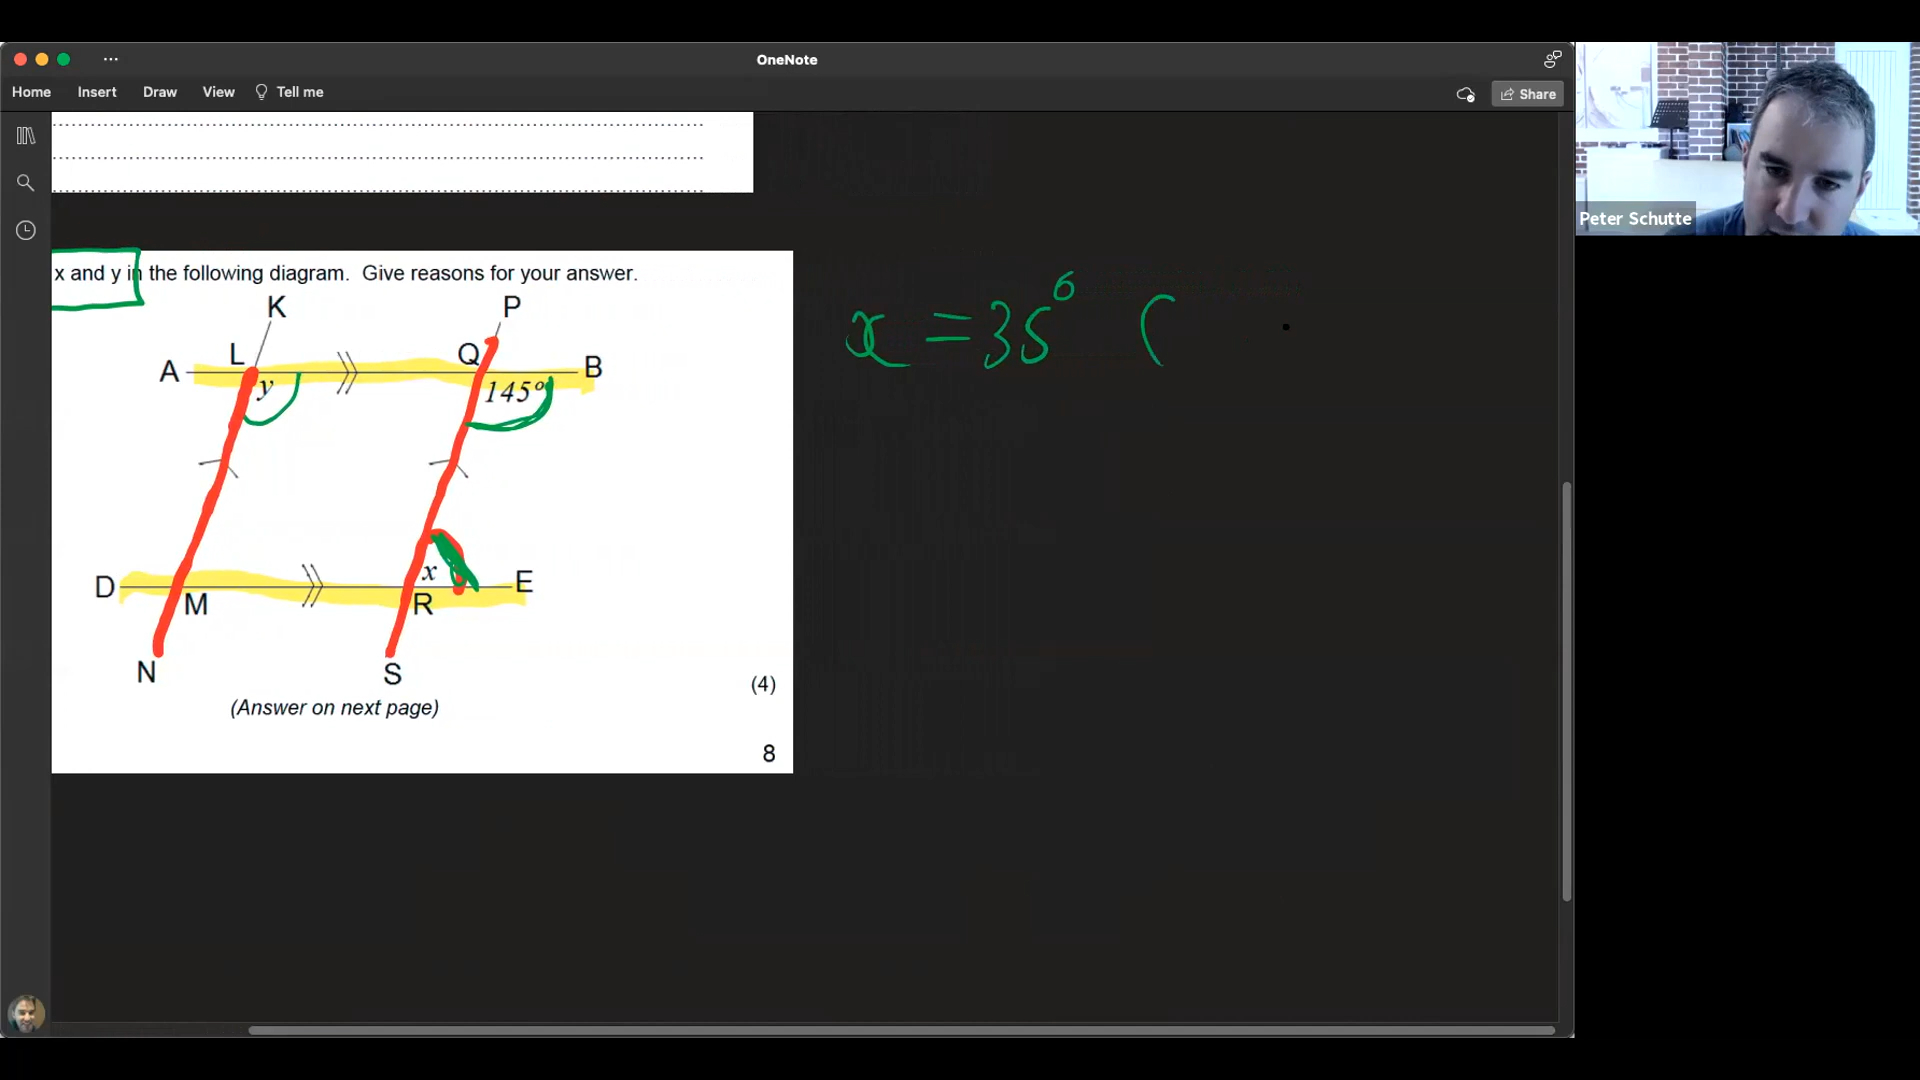 OneNote
Home Insert Draw View Tell me
Share
Peter Schutte
x and y in the following diagram. Give reasons for your answer.
K P
L Q
A B
y 145°
x = 35° (
x
D E
M R
N S
(4)
(Answer on next page)
8